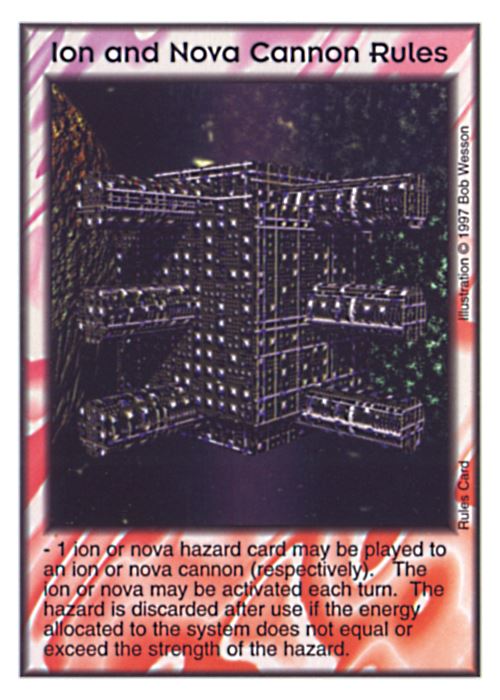 Ion and Nova Cannon Rules
Illustration © 1997 Bob Wesson
Rules Card
- 1 ion or nova hazard card may be played to
an ion or nova cannon (respectively). The
ion or nova may be activated each turn. The
hazard is discarded after use if the energy
allocated to the system does not equal or
exceed the strength of the hazard.